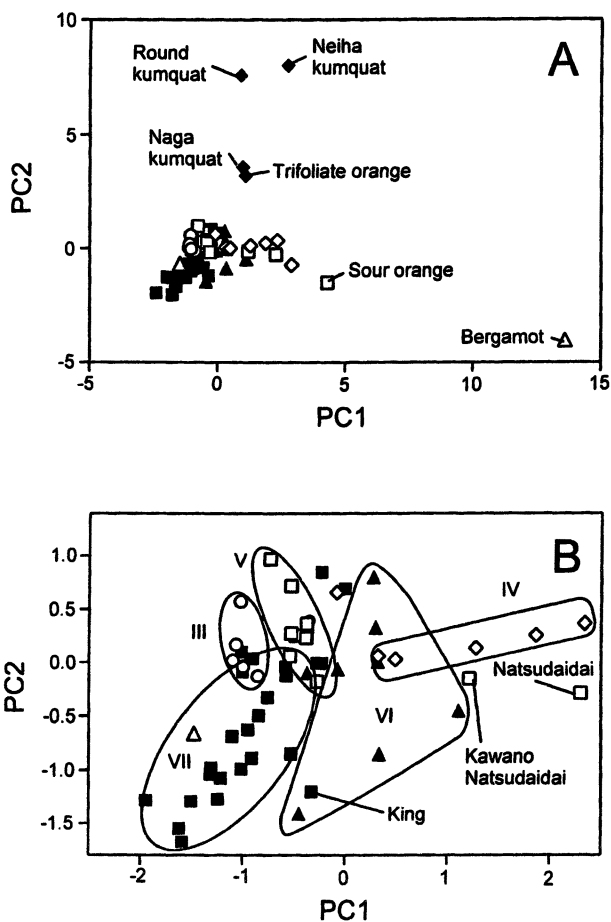 10
A
Round
kumquat
Neiha
kumquat
5
Naga
kumquat
Trifoliate orange
PC2
0
Sour orange
Bergamot
-5
-5 0 5 10 15
PC1
B
1.0
V
IV
0.5
III
0.0
Natsudaidai
PC2
-0.5
VI
VII
Kawano
Natsudaidai
-1.0
King
-1.5
-2 -1 0 1 2
PC1